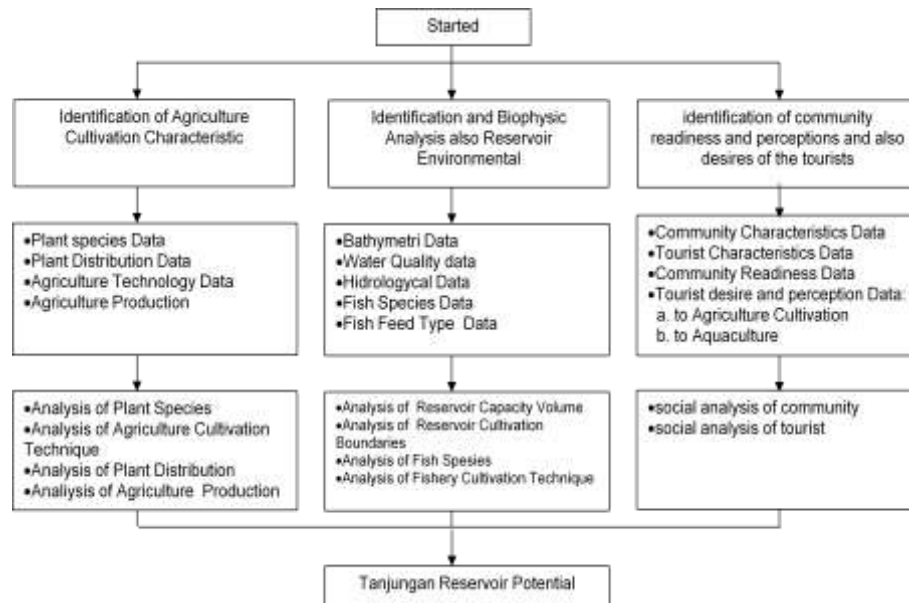 Started
Identification of Agriculture
Cultivation Characteristic
Identification and Biophysic
Analysis also Reservoir
Environmental
identification of community
readiness and perceptions and also
desires of the tourists
•Plant species Data
•Plant Distribution Data
•Agriculture Technology Data
•Agriculture Production
•Bathymetri Data
•Water Quality data
•Hidrologycal Data
•Fish Species Data
•Fish Feed Type Data
•Community Characteristics Data
•Tourist Characteristics Data
•Community Readiness Data
•Tourist desire and perception Data:
a. to Agriculture Cultivation
b. to Aquaculture
•Analysis of Plant Species
•Analysis of Agriculture Cultivation
Technique
•Analysis of Plant Distribution
•Analiysis of Agriculture Production
•Analysis of Reservoir Capacity Volume
•Analysis of Reservoir Cultivation
Boundaries
•Analysis of Fish Spesies
•Analysis of Fishery Cultivation Technique
•social analysis of community
•social analysis of tourist
Tanjungan Reservoir Potential